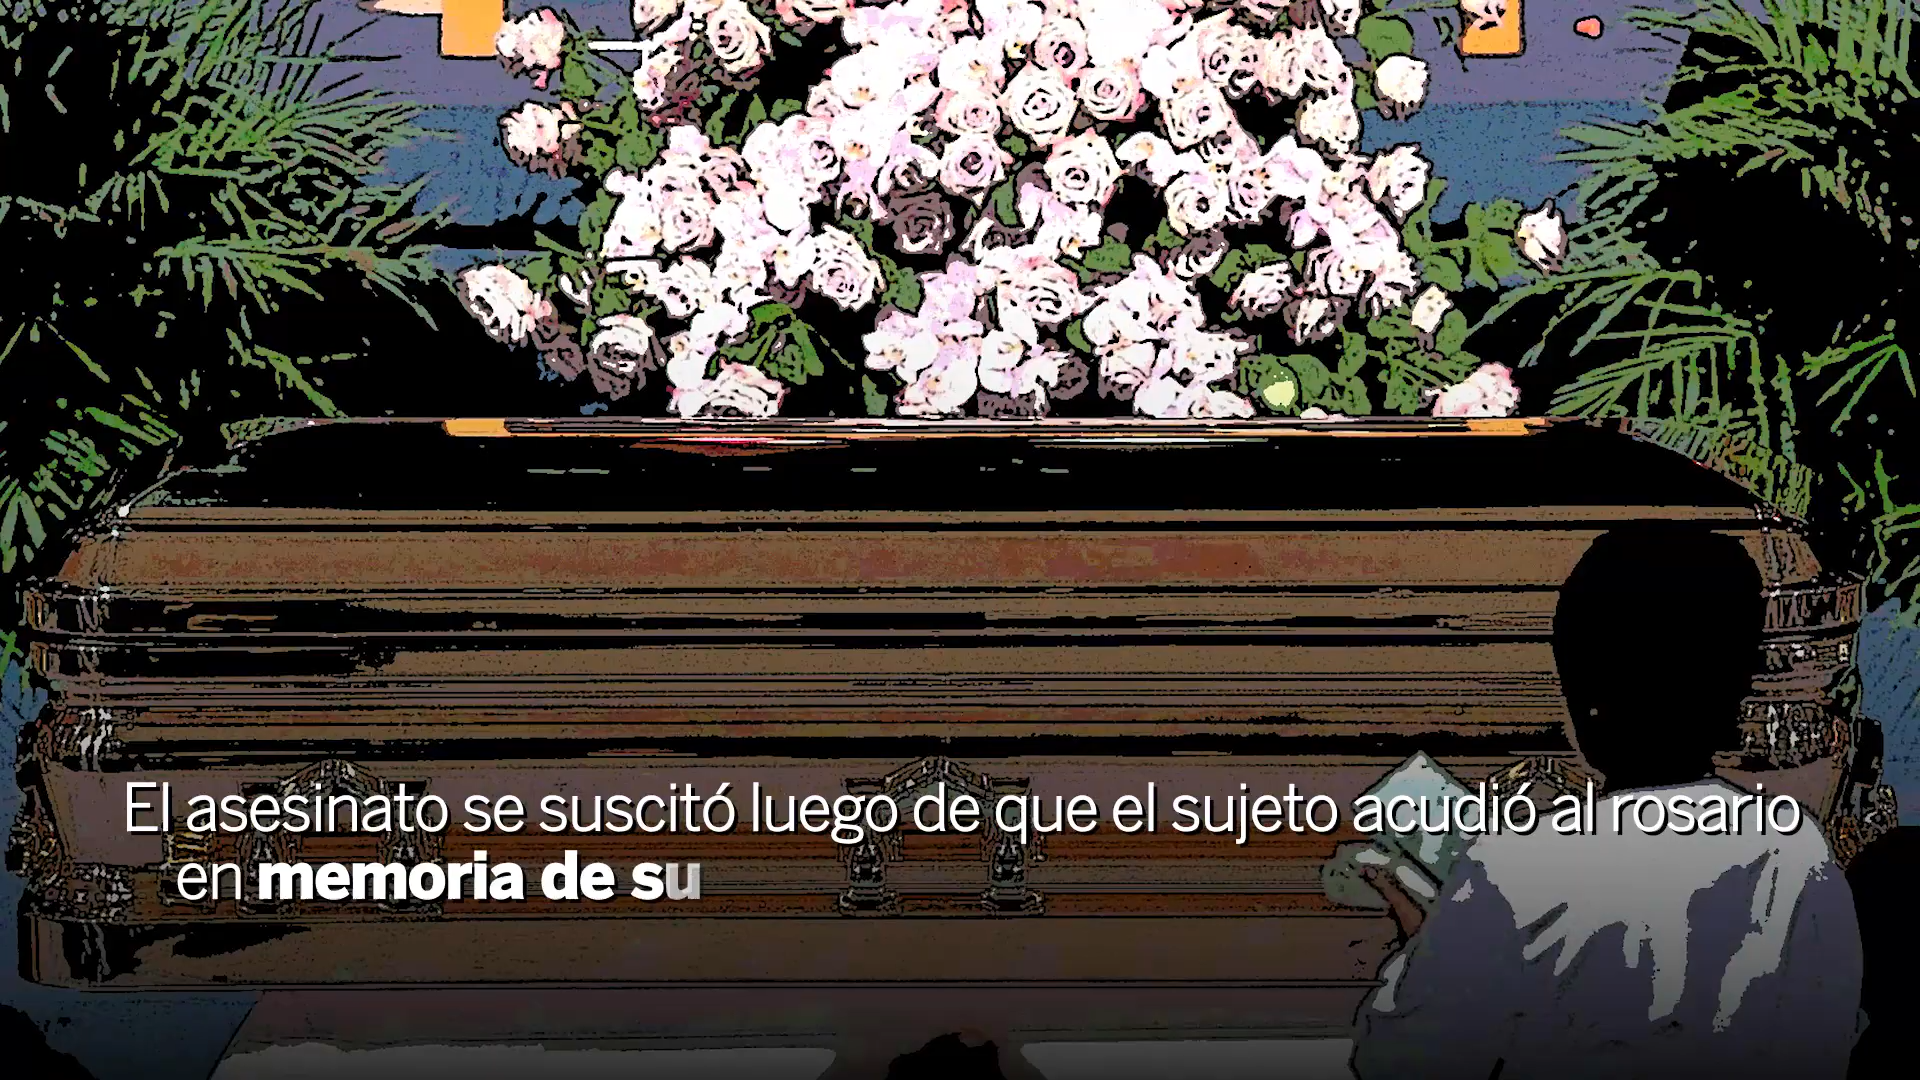 El asesinato se suscitó luego de que el sujeto acudió al rosario
en memoria de su